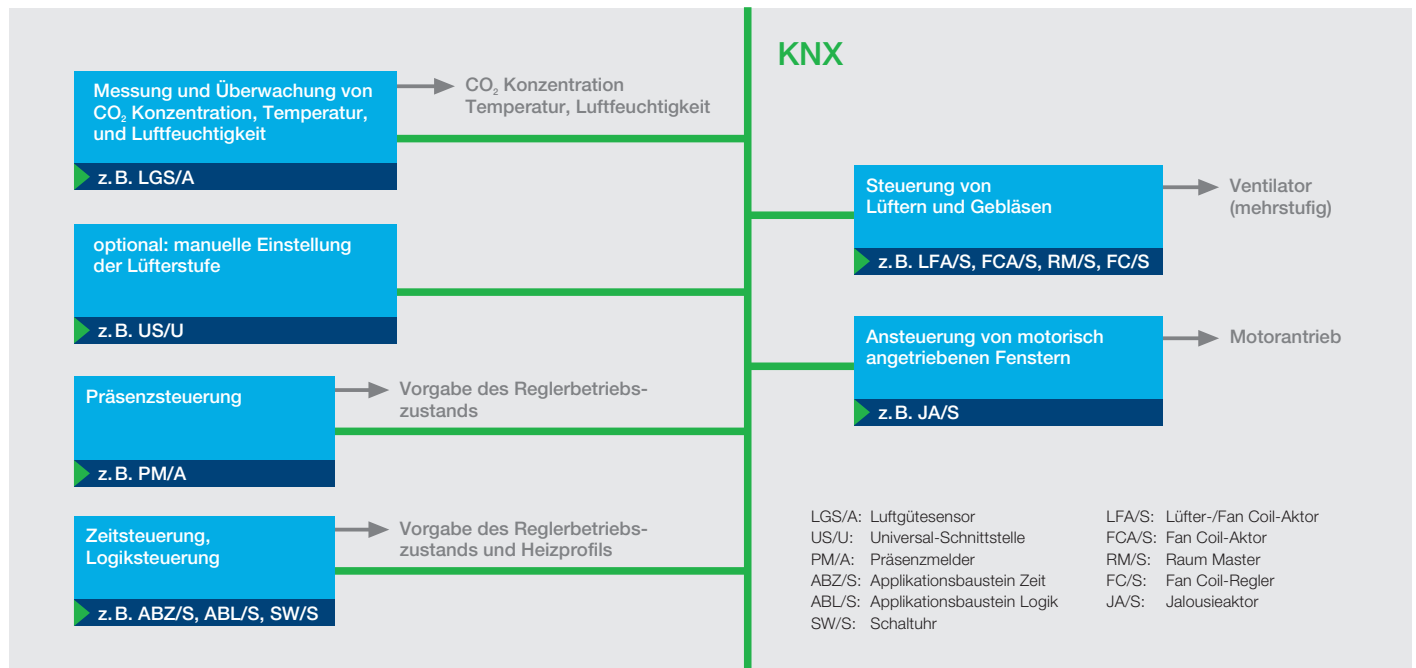 KNX
Messung und Überwachung von
CO₂ Konzentration, Temperatur,
und Luftfeuchtigkeit
z. B. LGS/A
CO₂ Konzentration
Temperatur, Luftfeuchtigkeit
optional: manuelle Einstellung
der Lüfterstufe
z. B. US/U
Präsenzsteuerung
z. B. PM/A
Vorgabe des Reglerbetriebs-
zustands
Zeitsteuerung,
Logiksteuerung
z. B. ABZ/S, ABL/S, SW/S
Vorgabe des Reglerbetriebs-
zustands und Heizprofils
Steuerung von
Lüftern und Gebläsen
z. B. LFA/S, FCA/S, RM/S, FC/S
Ventilator
(mehrstufig)
Ansteuerung von motorisch
angetriebenen Fenstern
z. B. JA/S
Motorantrieb
LGS/A: Luftgütesensor
US/U: Universal-Schnittstelle
PM/A: Präsenzmelder
ABZ/S: Applikationsbaustein Zeit
ABL/S: Applikationsbaustein Logik
SW/S: Schaltuhr
LFA/S: Lüfter-/Fan Coil-Aktor
FCA/S: Fan Coil-Aktor
RM/S: Raum Master
FC/S: Fan Coil-Regler
JA/S: Jalousieaktor